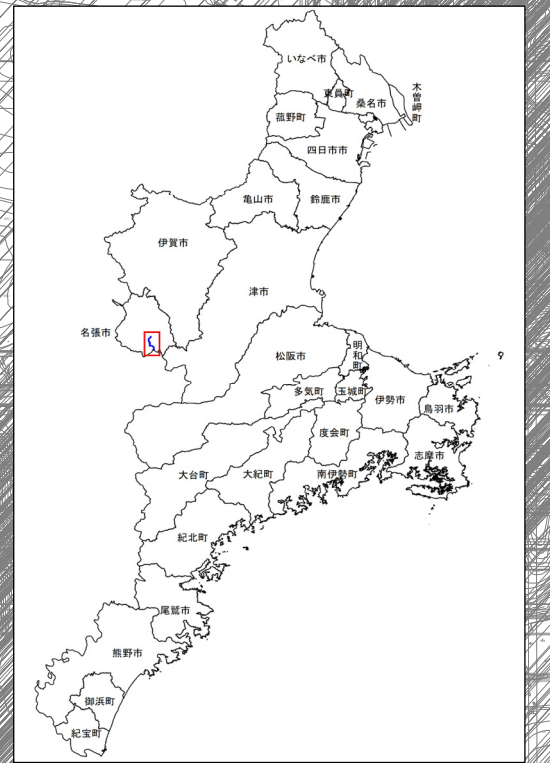 いなべ市
東員町
桑名市
木曽岬町
菰野町
四日市市
亀山市
鈴鹿市
伊賀市
津市
名張市
松阪市
明和町
多気町
玉城町
伊勢市
鳥羽市
度会町
志摩市
大台町
大紀町
南伊勢町
紀北町
尾鷲市
熊野市
御浜町
紀宝町